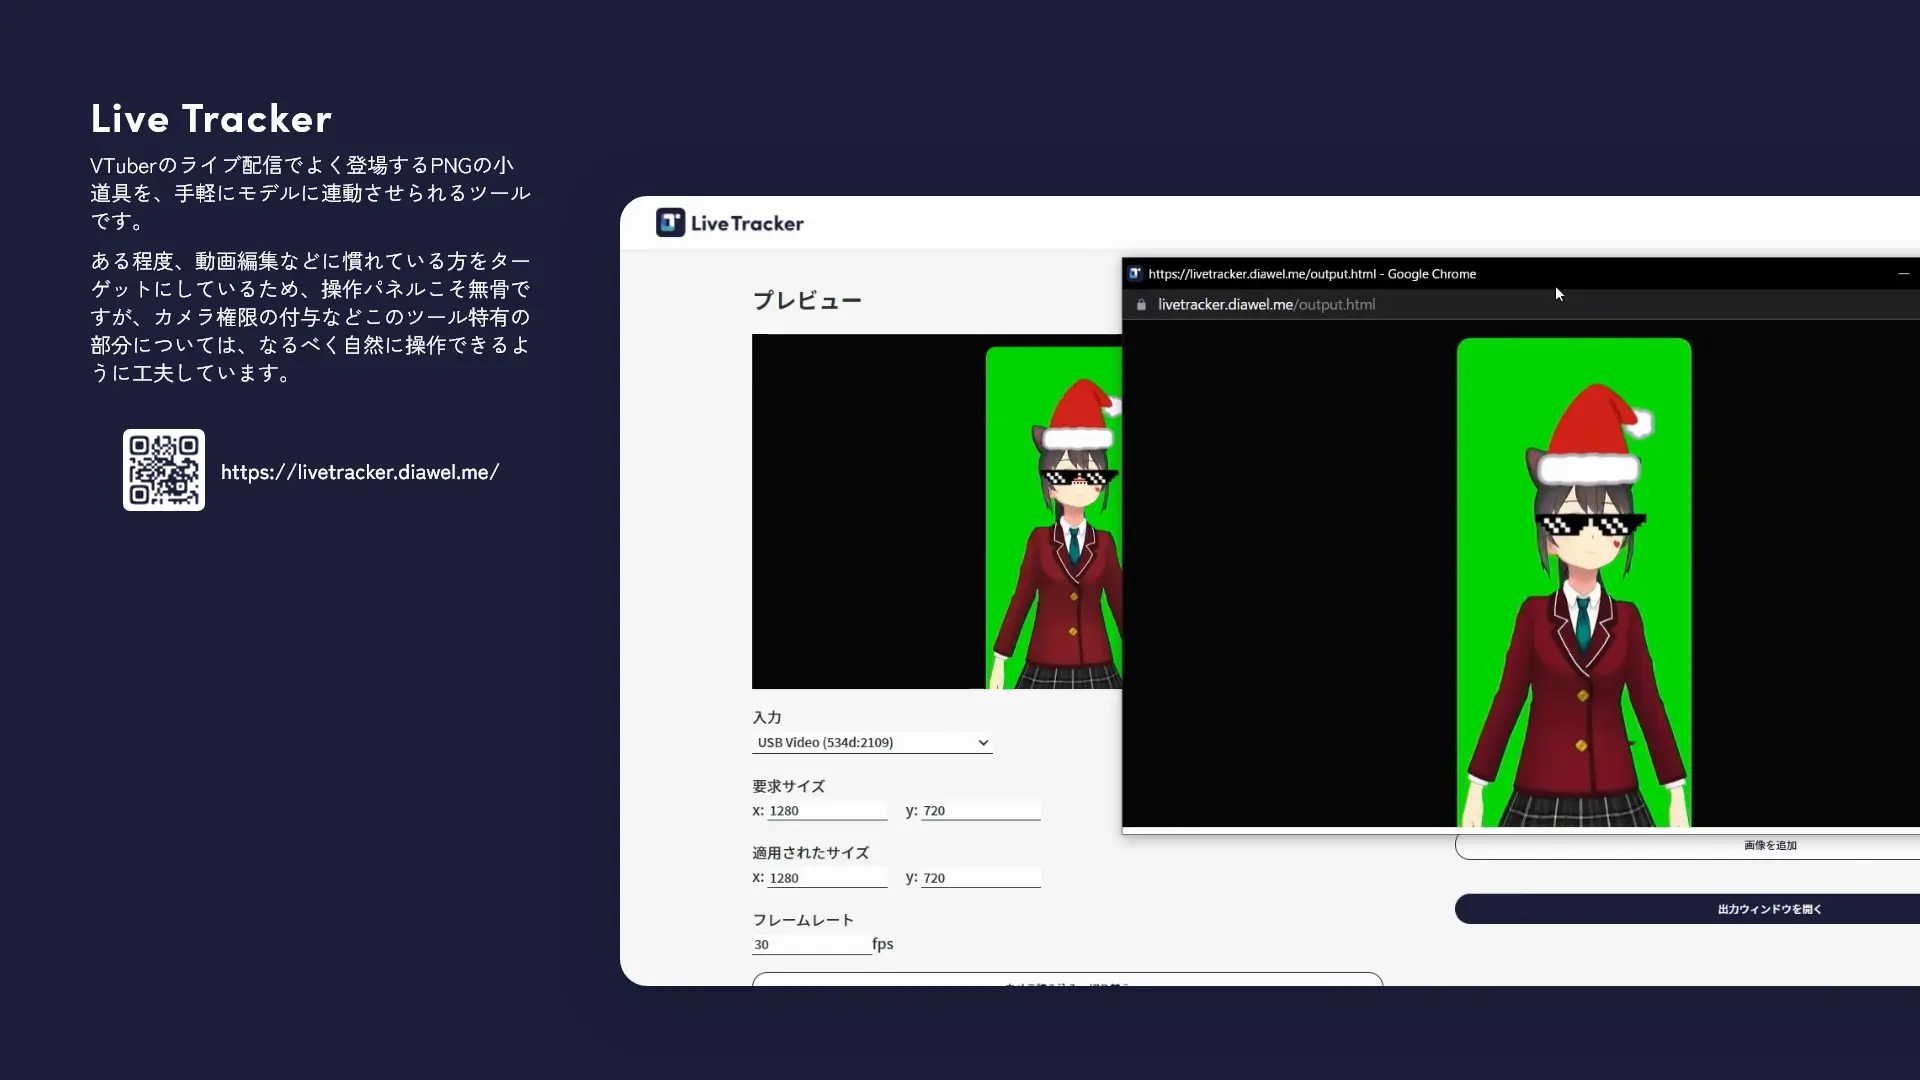 Live Tracker
VTuberのライブ配信でよく登場するPNGの小
道具を、手軽にモデルに連動させられるツール
です。
ある程度、動画編集などに慣れている方をター
ゲットにしているため、操作パネルこそ無骨で
すが、カメラ権限の付与などこのツール特有の
部分については、なるべく自然に操作できるよ
うに工夫しています。
https://livetracker.diawel.me/
LiveTracker
プレビュー
https://livetracker.diawel.me/output.html - Google Chrome
livetracker.diawel.me/output.html
入力
USB Video (534d:2109)
要求サイズ
x: 1280 y: 720
適用されたサイズ
x: 1280 y: 720
フレームレート
30 fps
画像を追加
出力ウィンドウを開く